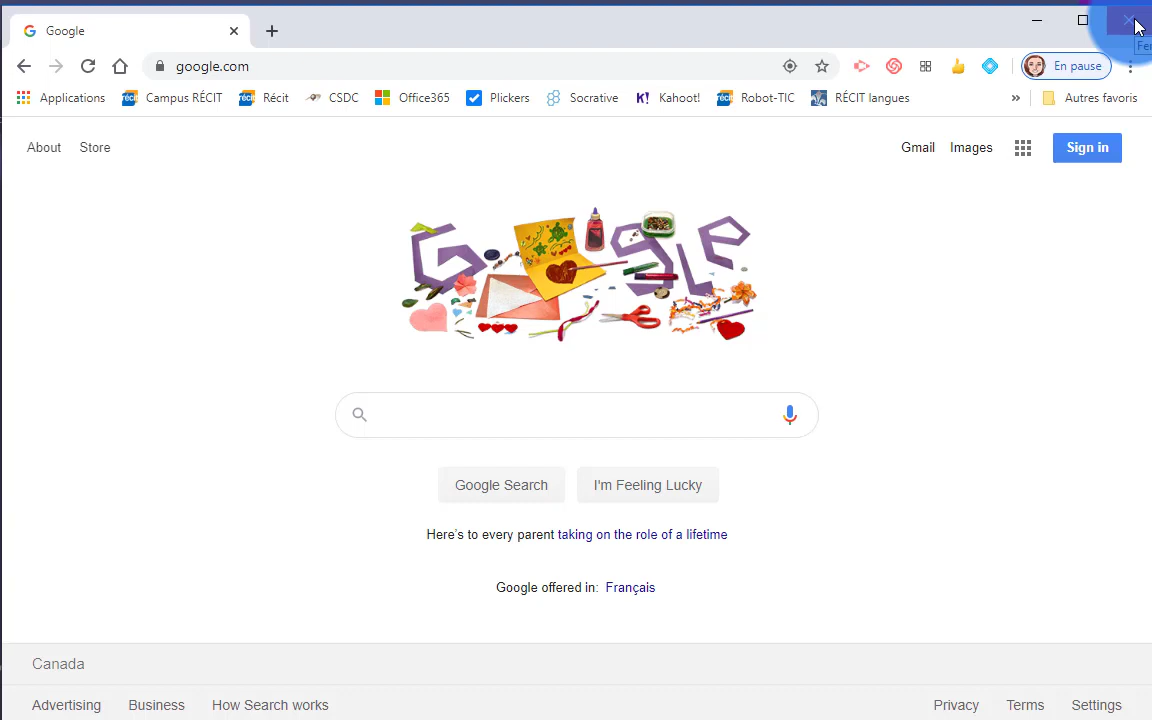 Google
google.com
En pause
Applications Campus RÉCIT Récit CSDC Office365 Plickers Socrative Kahoot! Robot-TIC RÉCIT langues » Autres favoris
About Store Gmail Images Sign in
Google Search I'm Feeling Lucky
Here's to every parent taking on the role of a lifetime
Google offered in: Français
Canada
Advertising Business How Search works Privacy Terms Settings